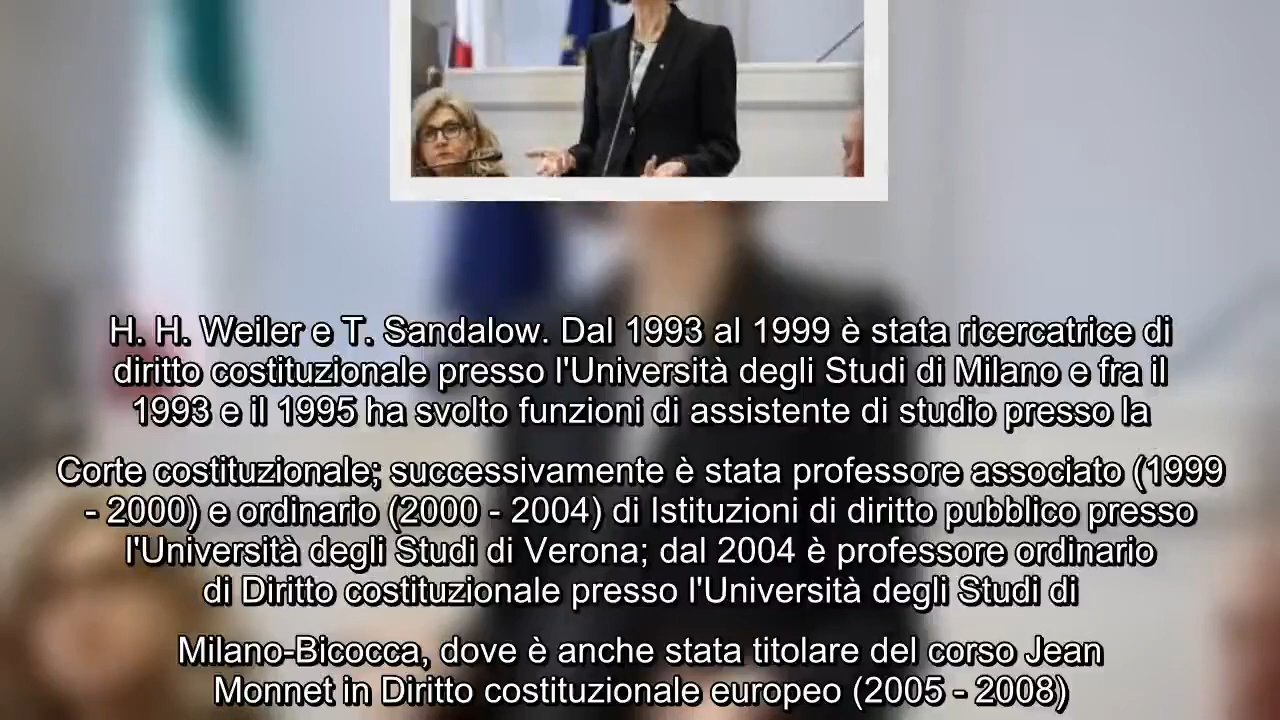 H. H. Weiler e T. Sandalow. Dal 1993 al 1999 è stata ricercatrice di
diritto costituzionale presso l'Università degli Studi di Milano e fra il
1993 e il 1995 ha svolto funzioni di assistente di studio presso la
Corte costituzionale; successivamente è stata professore associato (1999
- 2000) e ordinario (2000 - 2004) di Istituzioni di diritto pubblico presso
l'Università degli Studi di Verona; dal 2004 è professore ordinario
di Diritto costituzionale presso l'Università degli Studi di
Milano-Bicocca, dove è anche stata titolare del corso Jean
Monnet in Diritto costituzionale europeo (2005 - 2008)